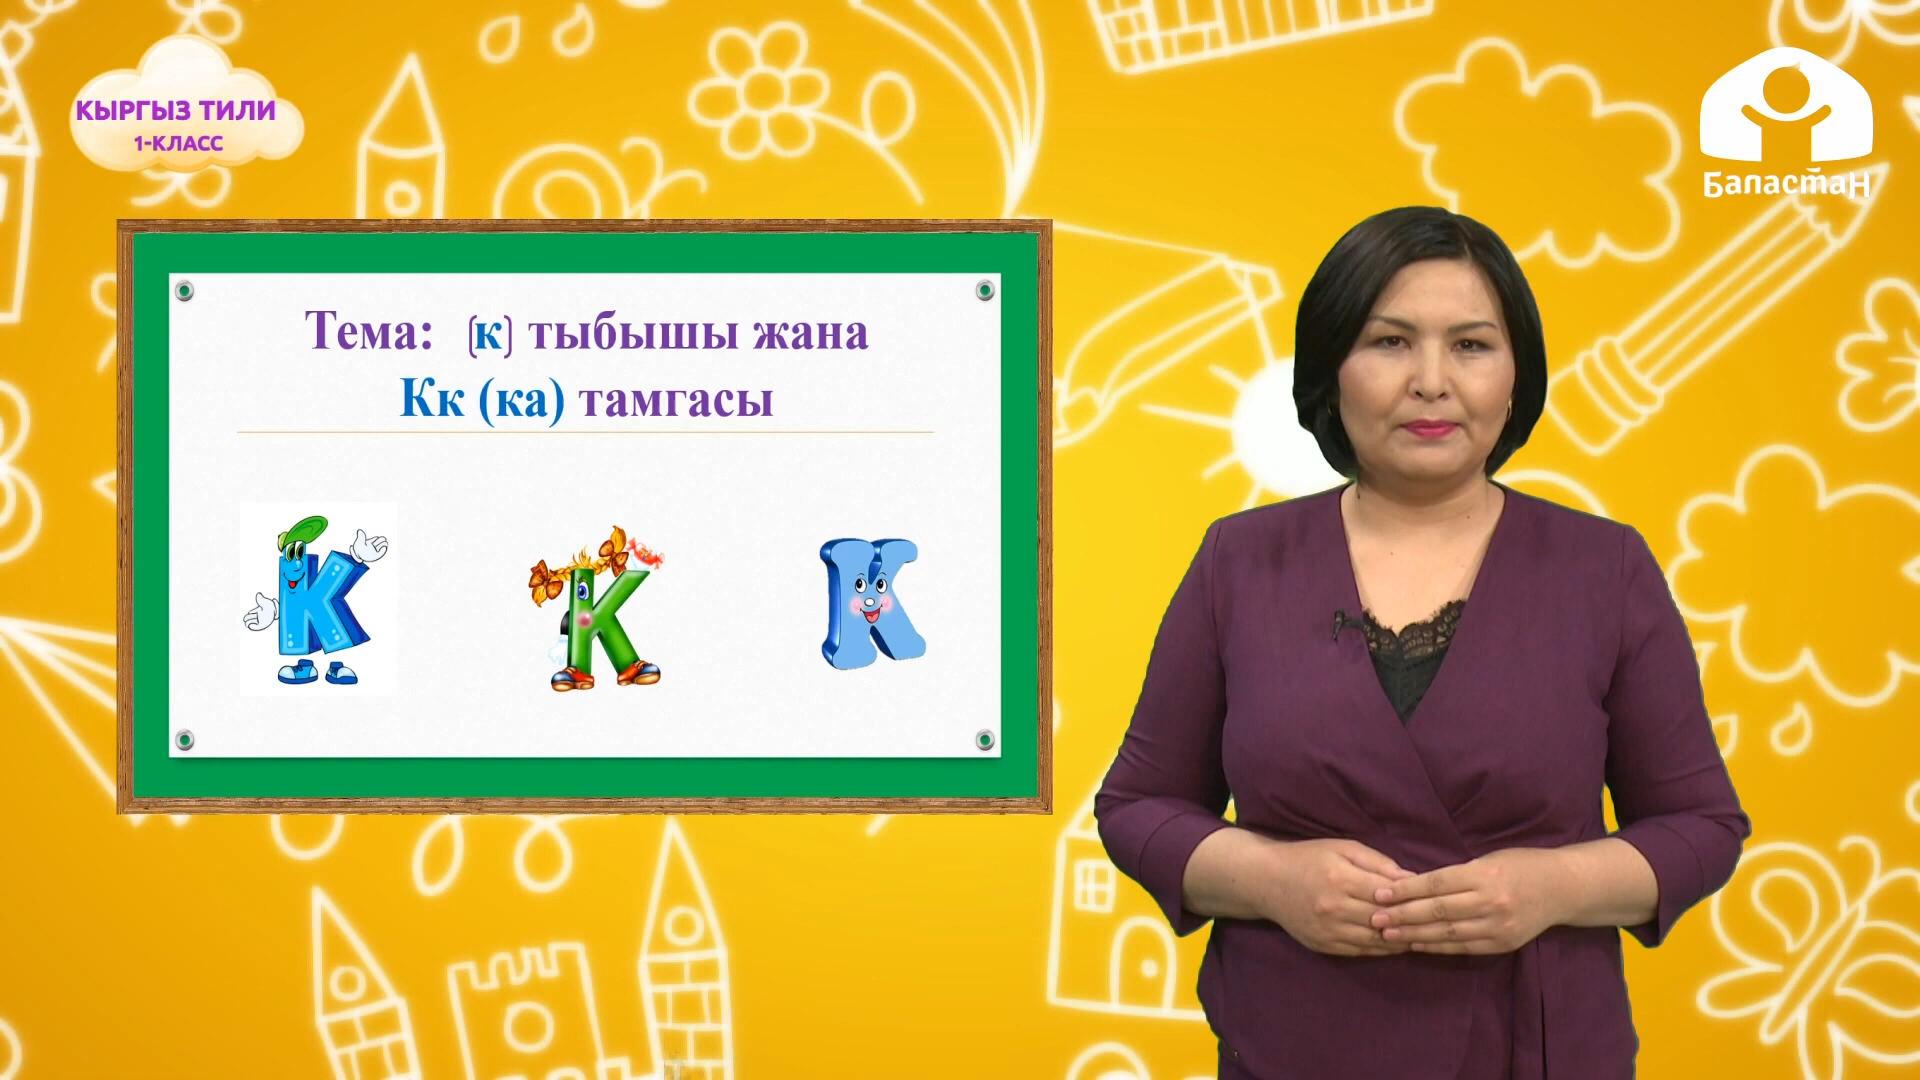 КЫРГЫЗ ТИЛИ
1-КЛАСС
Баластан
Тема: [к] тыбышы жана
Кк (ка) тамгасы
К К К